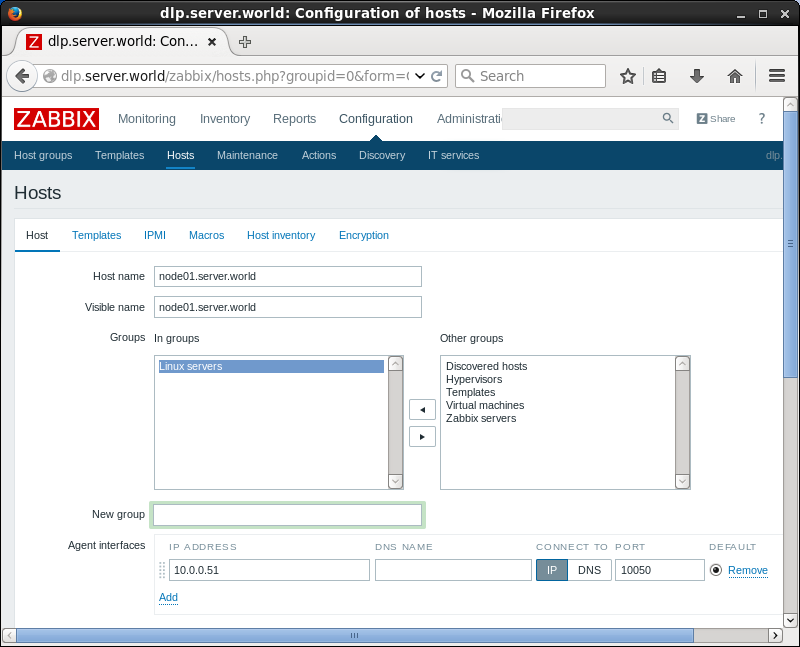 dlp.server.world: Configuration of hosts - Mozilla Firefox
dlp.server.world: Con...
dlp.server.world/zabbix/hosts.php?groupid=0&form=
Search
ZABBIX Monitoring Inventory Reports Configuration Administrati Z Share ?
Host groups Templates Hosts Maintenance Actions Discovery IT services dlp.
Hosts
Host Templates IPMI Macros Host inventory Encryption
Host name node01.server.world
Visible name node01.server.world
Groups In groups Other groups
Linux servers
Discovered hosts
Hypervisors
Templates
Virtual machines
Zabbix servers
New group
Agent interfaces IP ADDRESS DNS NAME CONNECT TO PORT DEFAULT
10.0.0.51 IP DNS 10050 Remove
Add